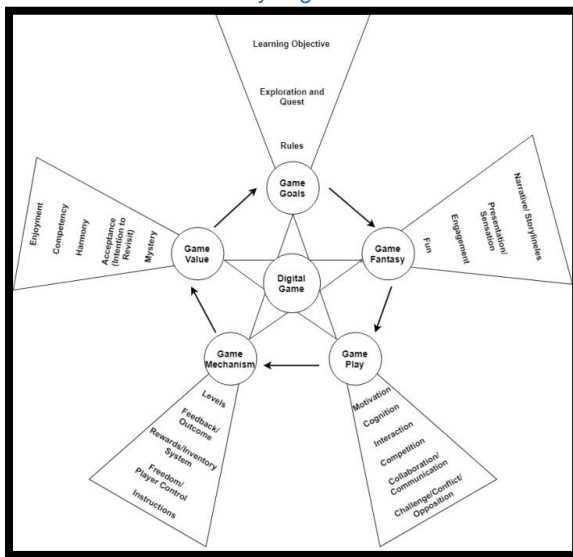 Learning Objective
Exploration and
Quest
Rules
Game
Goals
Narrative/ Storylineles
Presentation/
Sensation
Engagement
Fun
Game
Fantasy
Enjoyment
Competency
Harmony
Acceptance
(Intention to
Revisit)
Mystery
Game
Value
Digital
Game
Game
Mechanism
Levels
Feedback/
Outcome
Rewards/Inventory
System
Freedom/
Player Control
Instructions
Game
Play
Motivation
Cognition
Interaction
Competition
Collaboration/
Communication
Challenge/Conflict/
Opposition